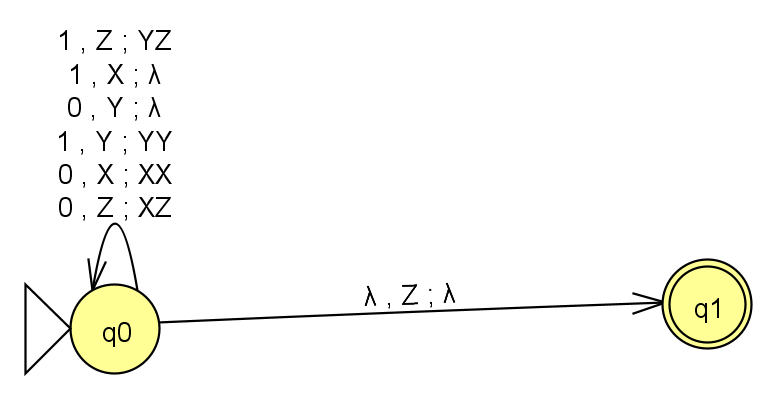 1 , Z ; YZ
1 , X ; λ
0 , Y ; λ
1 , Y ; YY
0 , X ; XX
0 , Z ; XZ
λ , Z ; λ
q0
q1